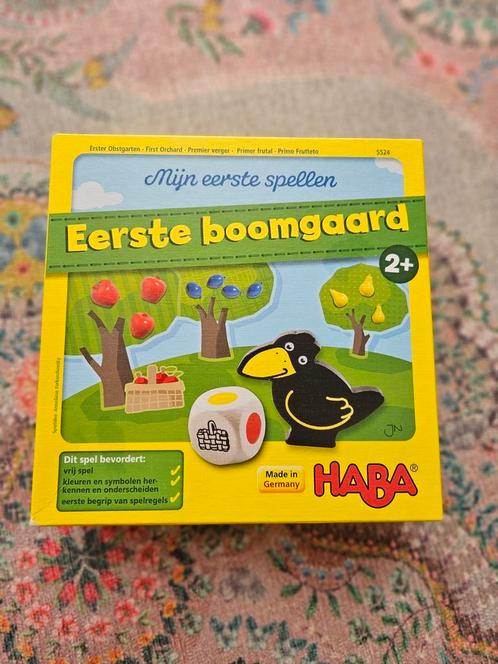 Erster Obstgarten · First Orchard · Premier verger · Primer frutal · Primo Frutteto
5524
Mijn eerste spellen
Eerste boomgaard
2+
JN
Dit spel bevordert:
vrij spel
kleuren en symbolen her-
kennen en onderscheiden
eerste begrip van spelregels
Made in
Germany
HABA®